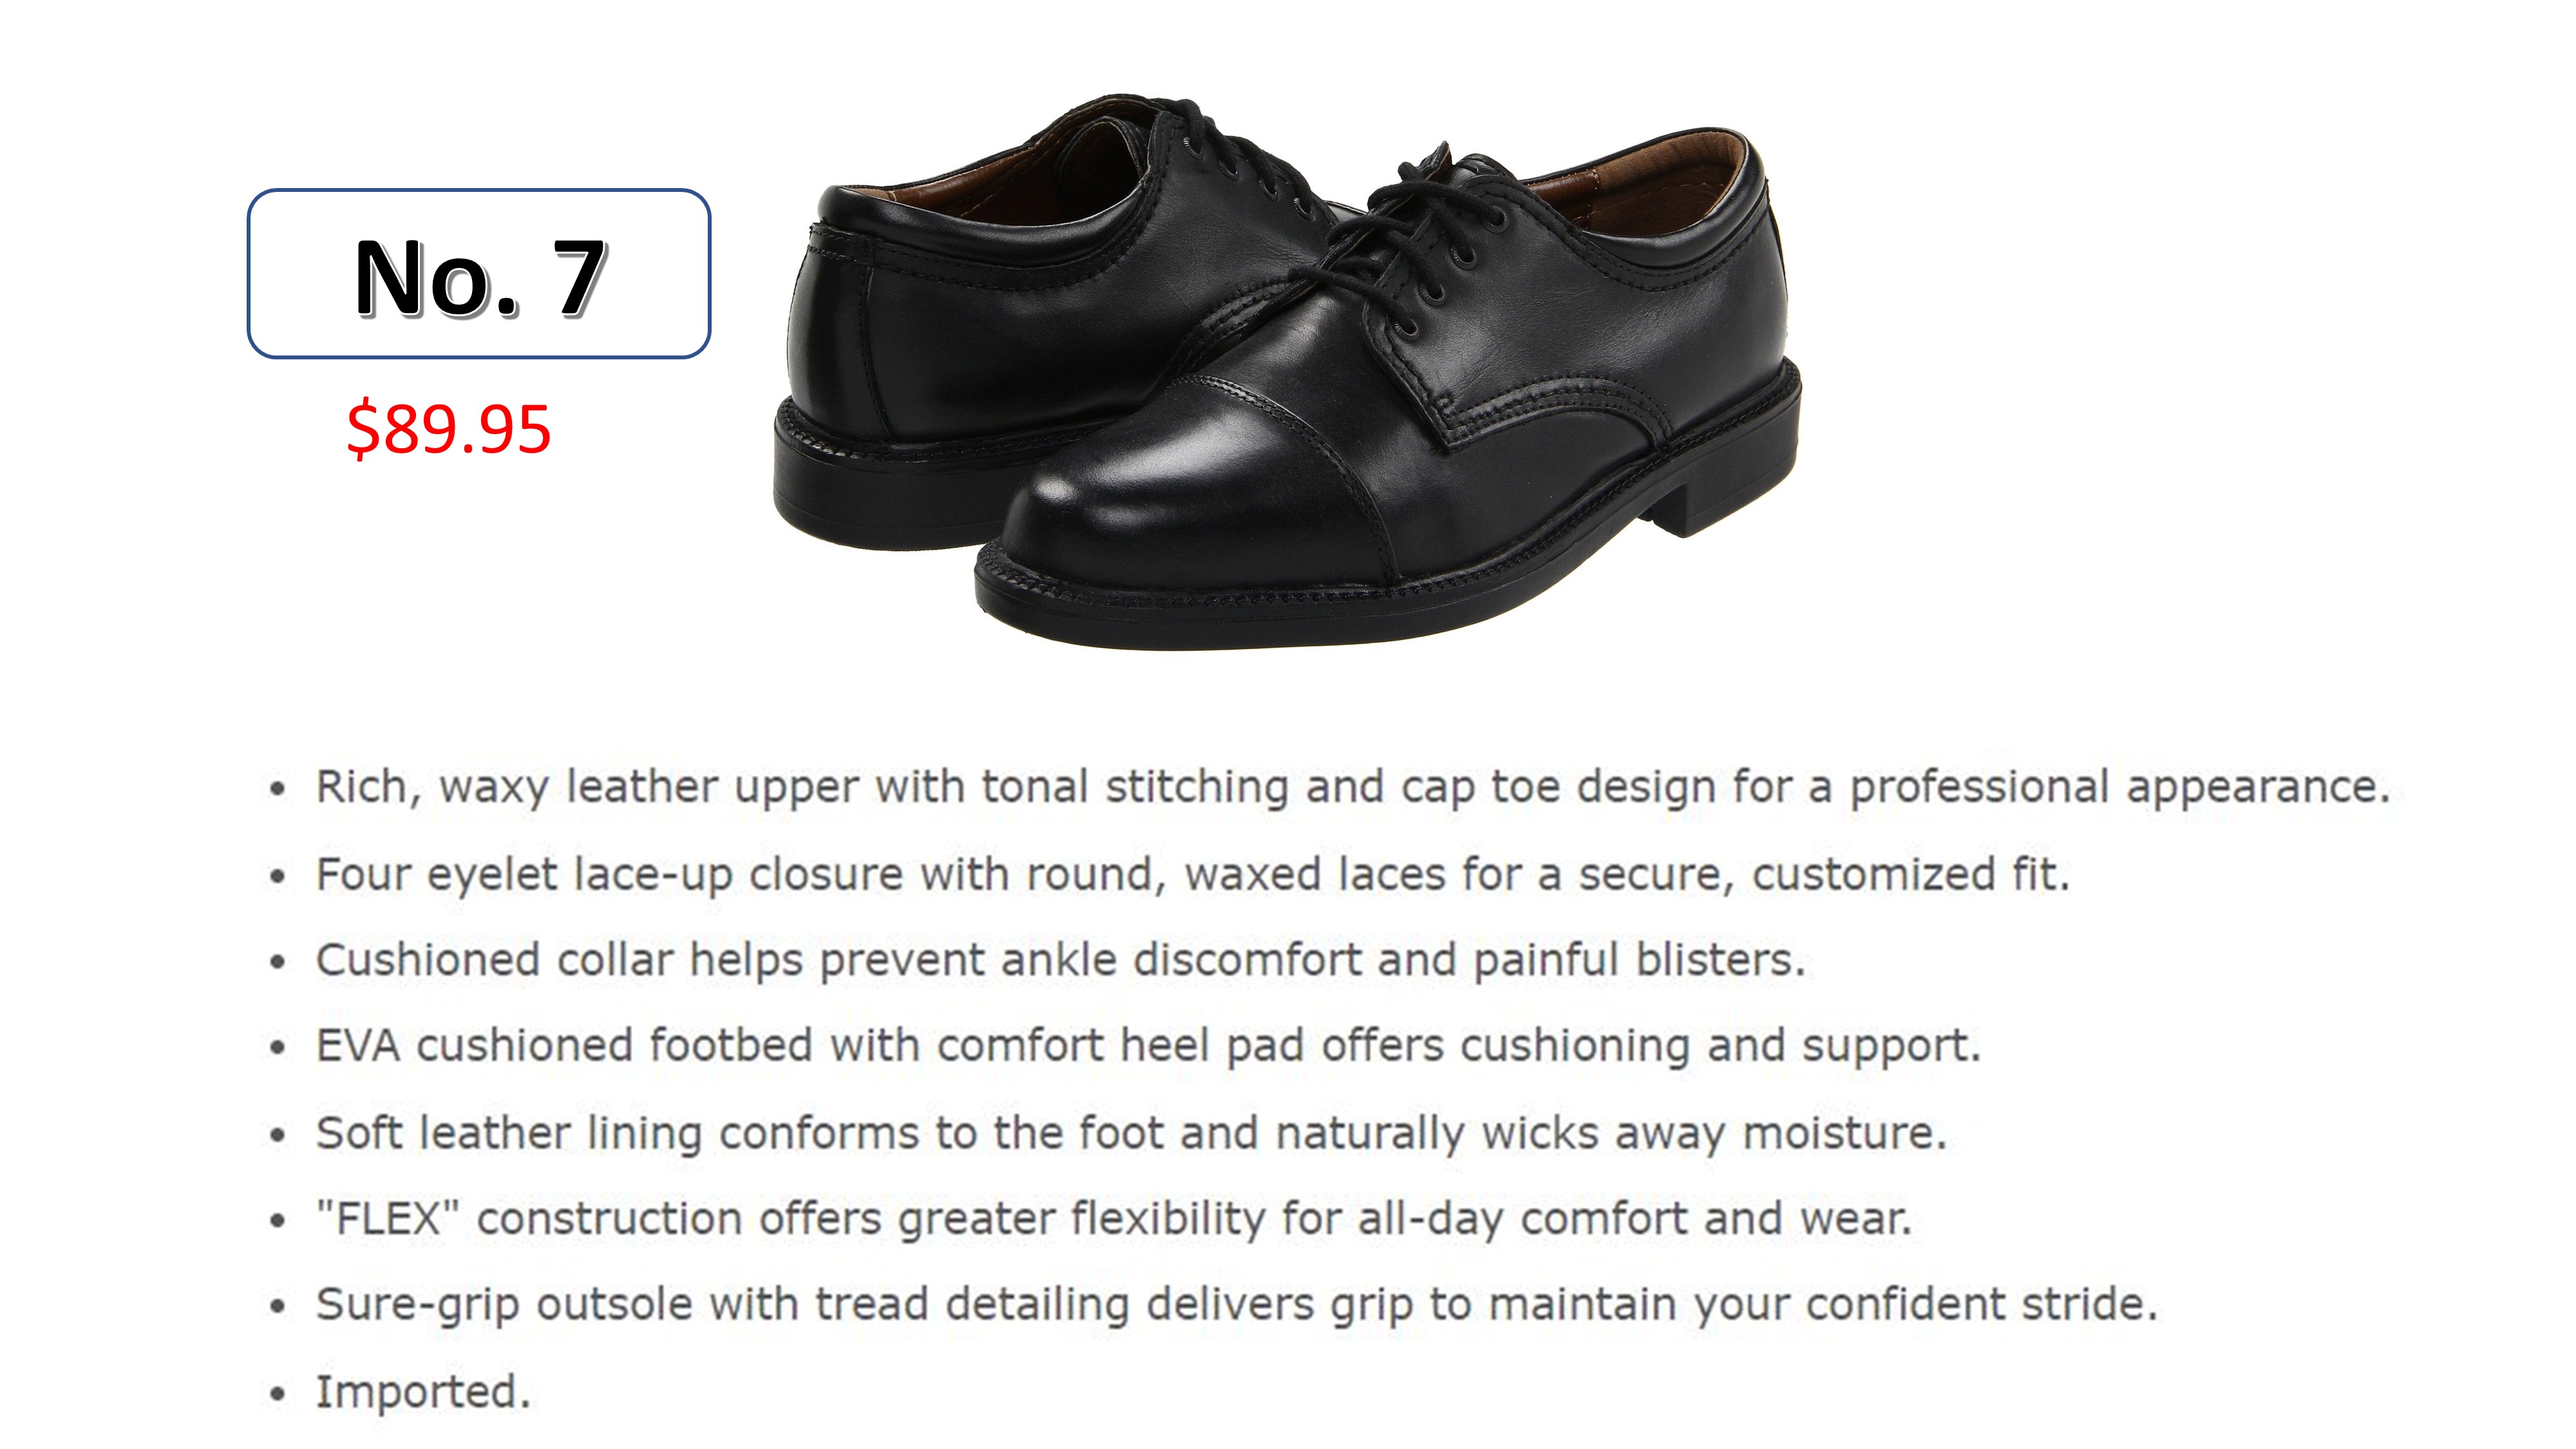 No. 7
$89.95
• Rich, waxy leather upper with tonal stitching and cap toe design for a professional appearance.
• Four eyelet lace-up closure with round, waxed laces for a secure, customized fit.
• Cushioned collar helps prevent ankle discomfort and painful blisters.
• EVA cushioned footbed with comfort heel pad offers cushioning and support.
• Soft leather lining conforms to the foot and naturally wicks away moisture.
• "FLEX" construction offers greater flexibility for all-day comfort and wear.
• Sure-grip outsole with tread detailing delivers grip to maintain your confident stride.
• Imported.